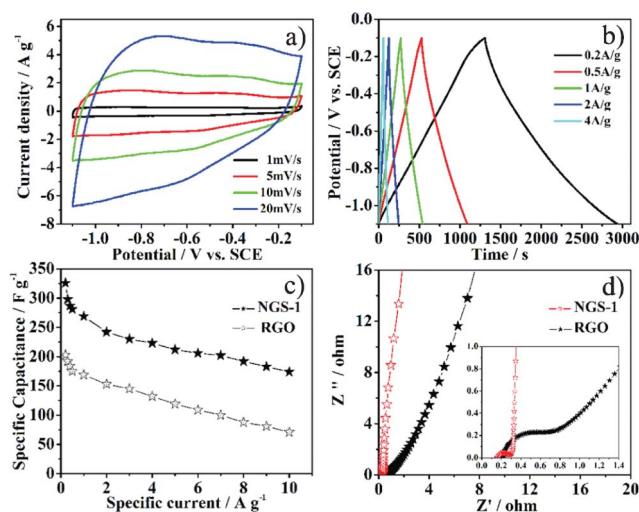 a)
Current density / A g⁻¹
6
4
2
0
-2
-4
-6
-8
1mV/s
5mV/s
10mV/s
20mV/s
-1.0 -0.8 -0.6 -0.4 -0.2
Potential / V vs. SCE
b)
Potential / V vs. SCE
0.0
-0.2
-0.4
-0.6
-0.8
-1.0
0.2A/g
0.5A/g
1A/g
2A/g
4A/g
0 500 1000 1500 2000 2500 3000
Time / s
c)
Specific Capacitance / F g⁻¹
350
300
250
200
150
100
50
0
NGS-1
RGO
0 2 4 6 8 10
Specific current / A g⁻¹
d)
Z '' / ohm
16
12
8
4
0
NGS-1
RGO
1.0
0.8
0.6
0.4
0.2
0.0
0.0 0.2 0.4 0.6 0.8 1.0 1.2 1.4
0 4 8 12 16 20
Z' / ohm